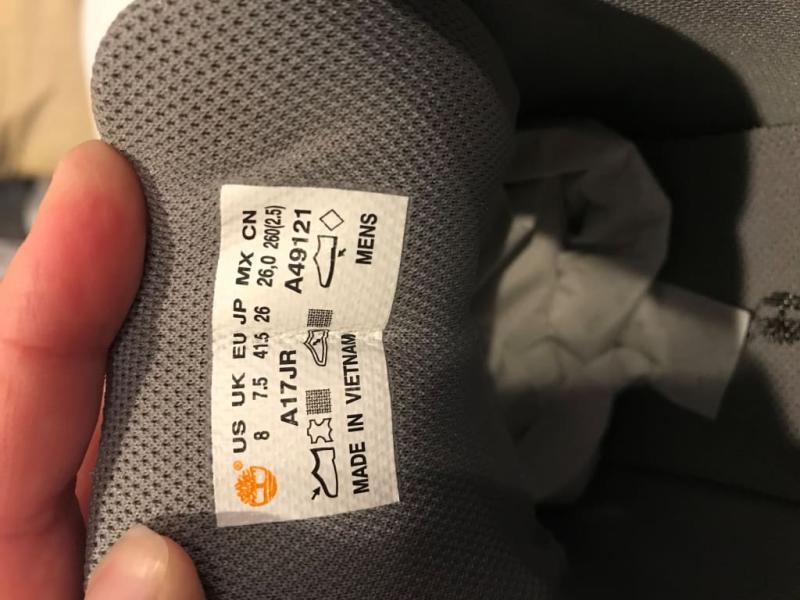 US UK EU JP MX CN
8 7.5 41.5 26 26,0 260(2.5)
A17JR A49121
MENS
MADE IN VIETNAM